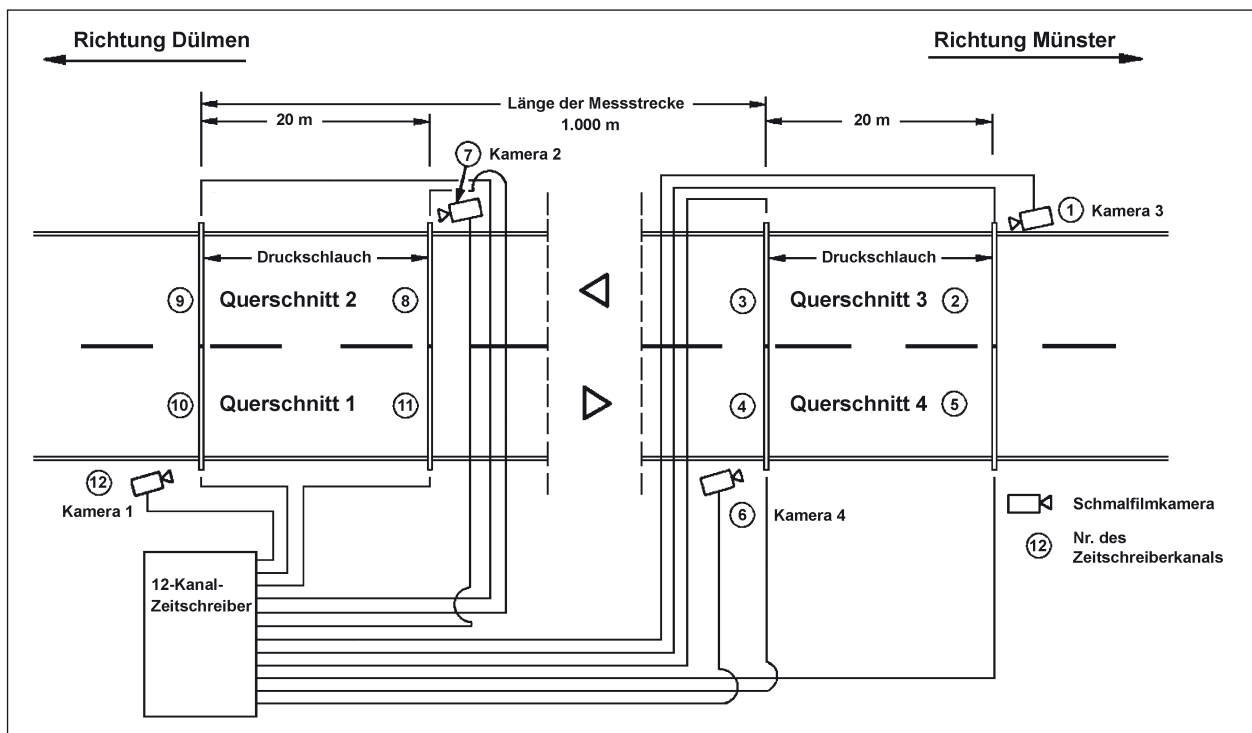 Richtung Dülmen
Richtung Münster
Länge der Messstrecke
1.000 m
20 m
20 m
7
Kamera 2
1
Kamera 3
Druckschlauch
Druckschlauch
9
Querschnitt 2
8
3
Querschnitt 3
2
10
Querschnitt 1
11
4
Querschnitt 4
5
12
Kamera 1
6
Kamera 4
Schmalfilmkamera
12
Nr. des
Zeitschreiberkanals
12-Kanal-
Zeitschreiber